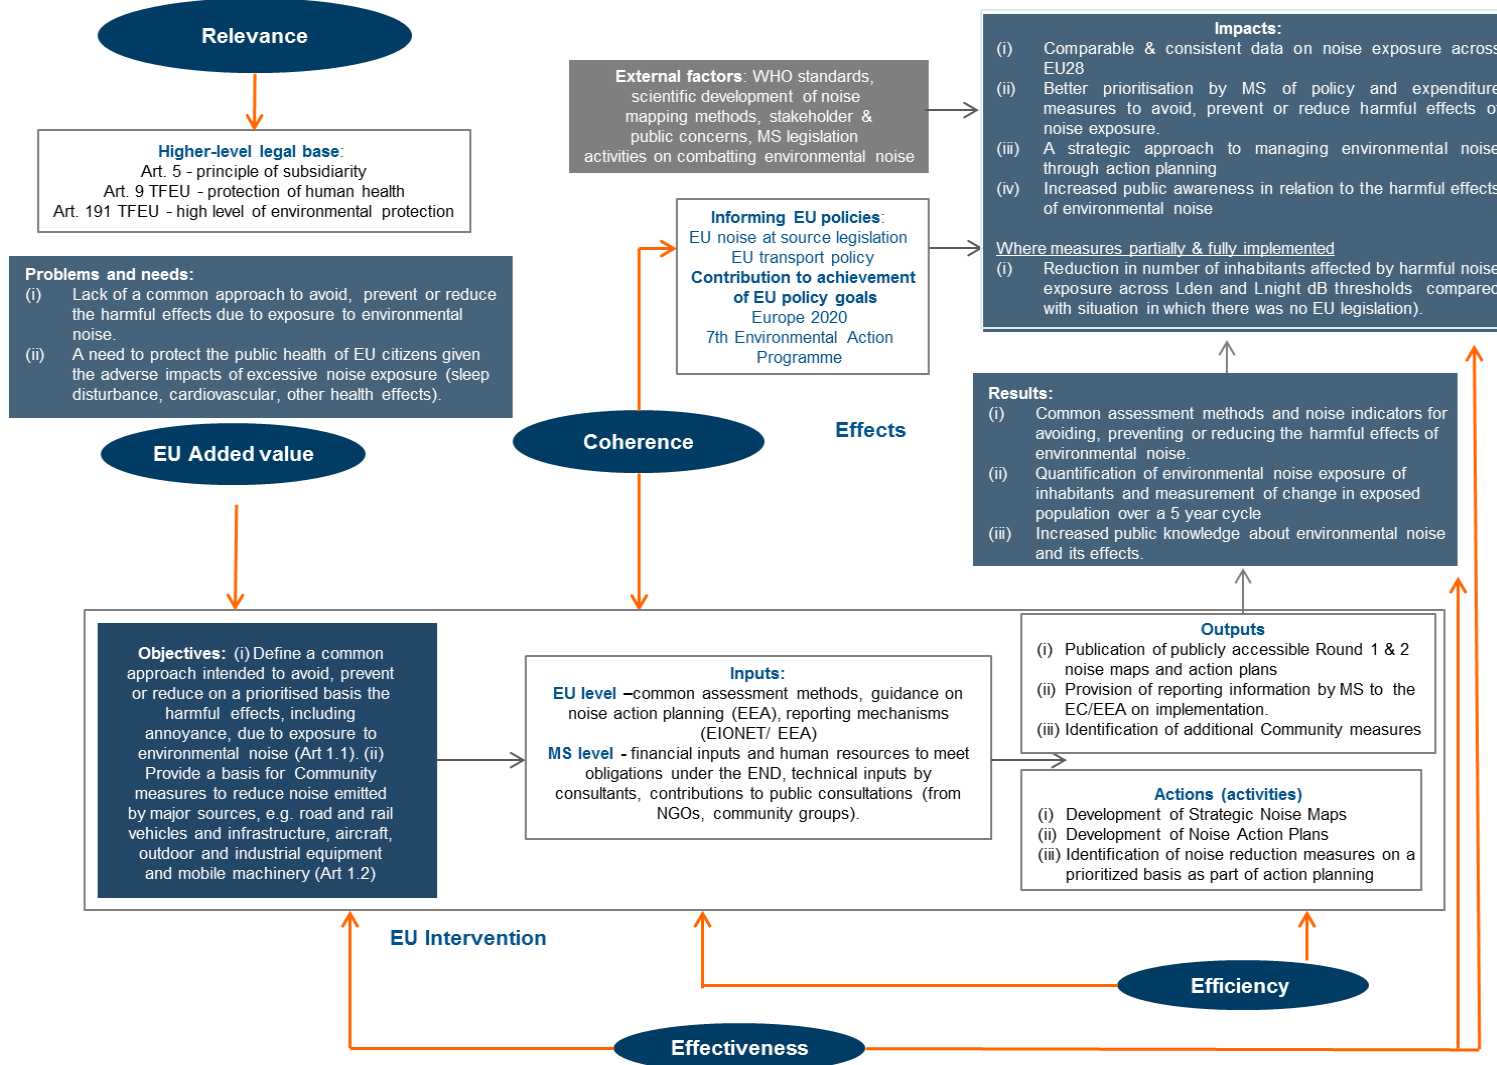 Relevance
Higher-level legal base:
Art. 5 - principle of subsidiarity
Art. 9 TFEU - protection of human health
Art. 191 TFEU - high level of environmental protection
Problems and needs:
(i) Lack of a common approach to avoid, prevent or reduce
the harmful effects due to exposure to environmental
noise.
(ii) A need to protect the public health of EU citizens given
the adverse impacts of excessive noise exposure (sleep
disturbance, cardiovascular, other health effects).
EU Added value
External factors: WHO standards,
scientific development of noise
mapping methods, stakeholder &
public concerns, MS legislation
activities on combatting environmental noise
Informing EU policies:
EU noise at source legislation
EU transport policy
Contribution to achievement
of EU policy goals
Europe 2020
7th Environmental Action
Programme
Coherence
Effects
Impacts:
(i) Comparable & consistent data on noise exposure across
EU28
(ii) Better prioritisation by MS of policy and expenditure
measures to avoid, prevent or reduce harmful effects of
noise exposure.
(iii) A strategic approach to managing environmental noise
through action planning
(iv) Increased public awareness in relation to the harmful effects
of environmental noise
Where measures partially & fully implemented
(i) Reduction in number of inhabitants affected by harmful noise
exposure across Lden and Lnight dB thresholds compared
with situation in which there was no EU legislation).
Results:
(i) Common assessment methods and noise indicators for
avoiding, preventing or reducing the harmful effects of
environmental noise.
(ii) Quantification of environmental noise exposure of
inhabitants and measurement of change in exposed
population over a 5 year cycle
(iii) Increased public knowledge about environmental noise
and its effects.
Objectives: (i) Define a common
approach intended to avoid, prevent
or reduce on a prioritised basis the
harmful effects, including
annoyance, due to exposure to
environmental noise (Art 1.1). (ii)
Provide a basis for Community
measures to reduce noise emitted
by major sources, e.g. road and rail
vehicles and infrastructure, aircraft,
outdoor and industrial equipment
and mobile machinery (Art 1.2)
Inputs:
EU level –common assessment methods, guidance on
noise action planning (EEA), reporting mechanisms
(EIONET/ EEA)
MS level - financial inputs and human resources to meet
obligations under the END, technical inputs by
consultants, contributions to public consultations (from
NGOs, community groups).
Outputs
(i) Publication of publicly accessible Round 1 & 2
noise maps and action plans
(ii) Provision of reporting information by MS to the
EC/EEA on implementation.
(iii) Identification of additional Community measures
Actions (activities)
(i) Development of Strategic Noise Maps
(ii) Development of Noise Action Plans
(iii) Identification of noise reduction measures on a
prioritized basis as part of action planning
EU Intervention
Efficiency
Effectiveness